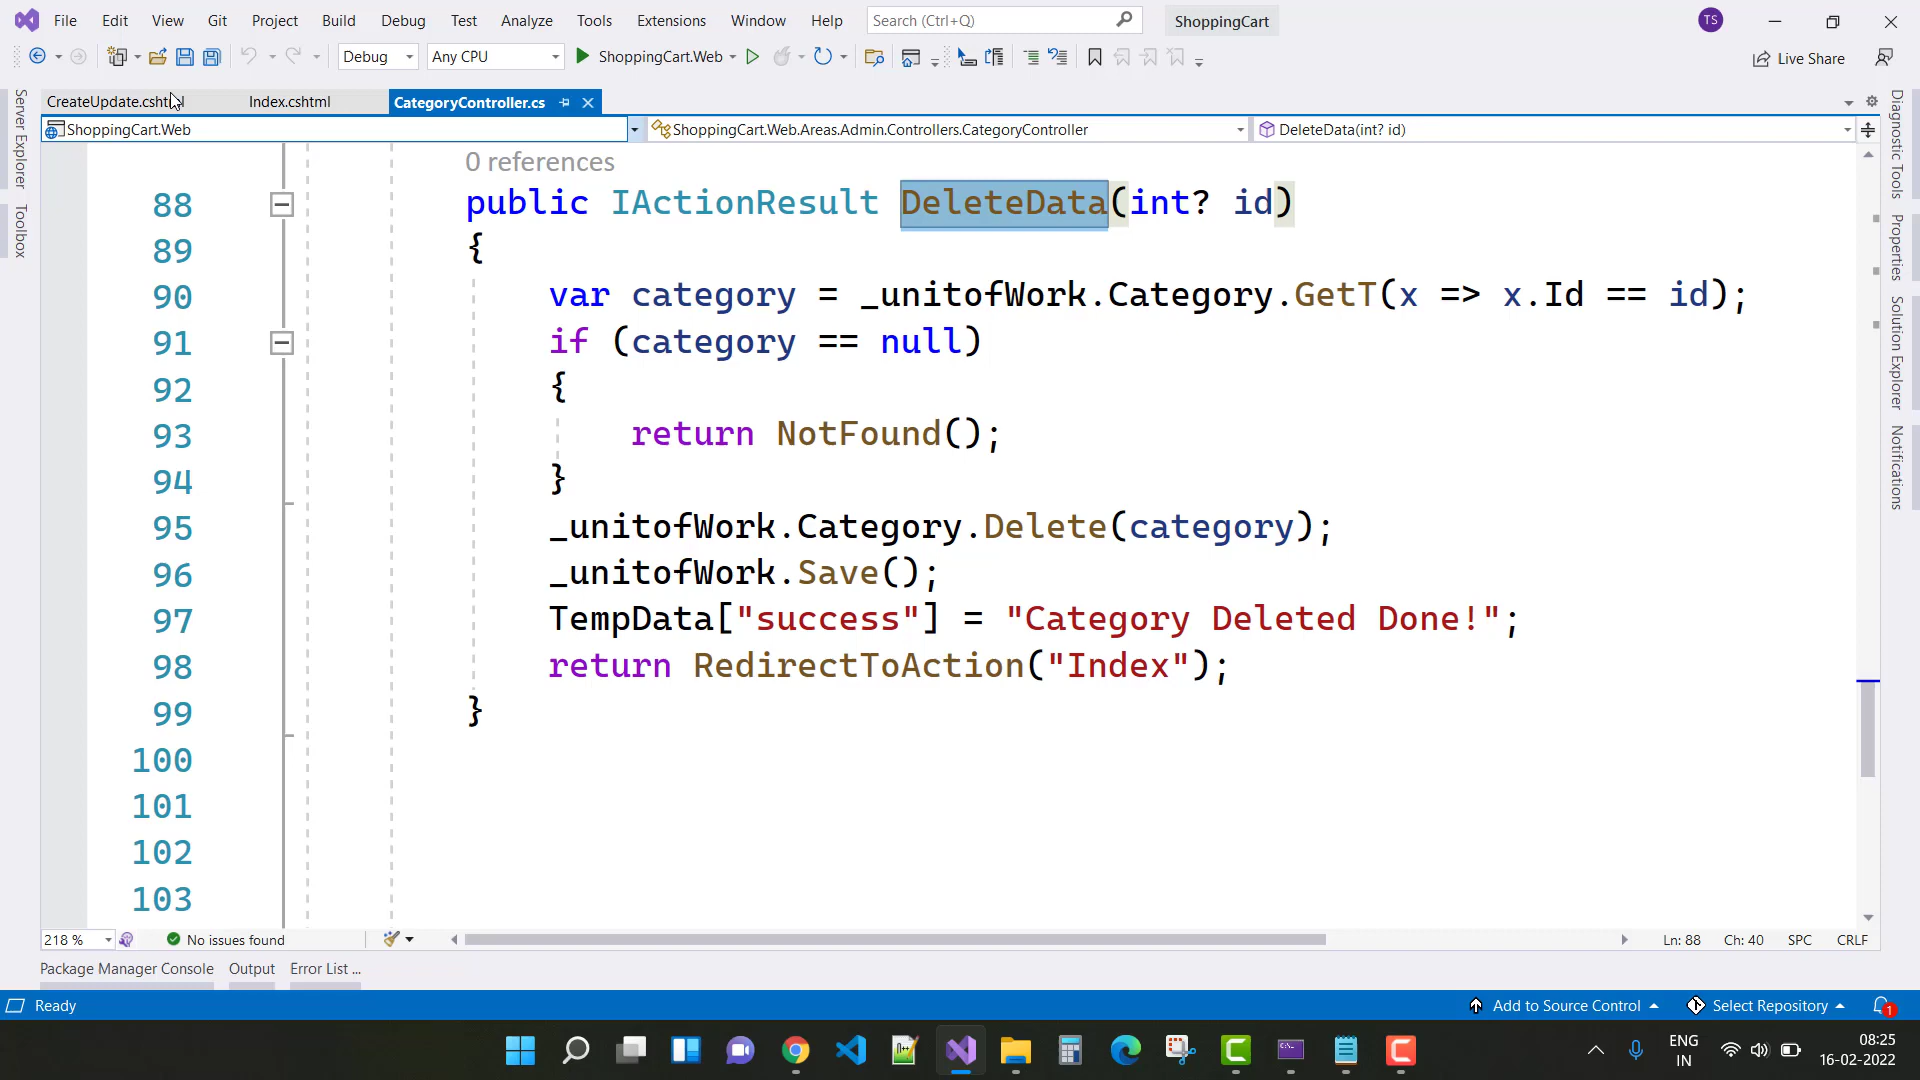 File Edit View Git Project Build Debug Test Analyze Tools Extensions Window Help Search (Ctrl+Q) ShoppingCart TS
Debug Any CPU ShoppingCart.Web Live Share
CreateUpdate.cshtml Index.cshtml CategoryController.cs
ShoppingCart.Web ShoppingCart.Web.Areas.Admin.Controllers.CategoryController DeleteData(int? id)
Server Explorer
Toolbox
Diagnostic Tools
Properties
Solution Explorer
Notifications
0 references
88 public IActionResult DeleteData(int? id)
89 {
90 var category = _unitofWork.Category.GetT(x => x.Id == id);
91 if (category == null)
92 {
93 return NotFound();
94 }
95 _unitofWork.Category.Delete(category);
96 _unitofWork.Save();
97 TempData["success"] = "Category Deleted Done!";
98 return RedirectToAction("Index");
99 }
100
101
102
103
218 % No issues found Ln: 88 Ch: 40 SPC CRLF
Package Manager Console Output Error List ...
Ready Add to Source Control Select Repository 1
ENG 08:25
IN 16-02-2022